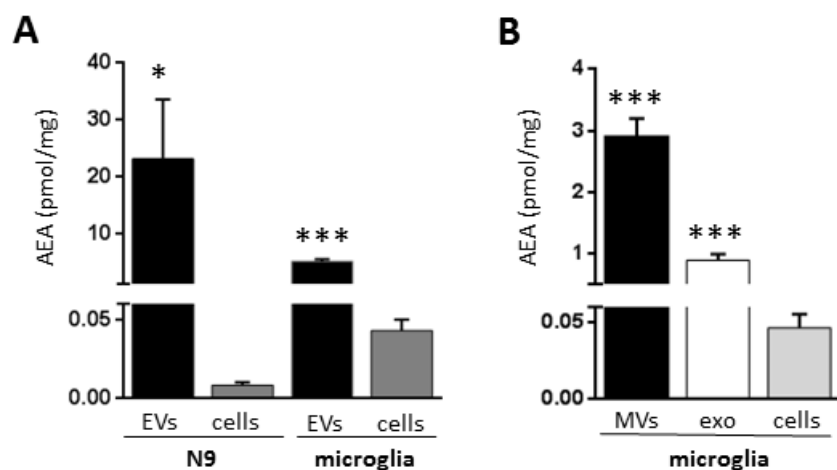 A
AEA (pmol/mg)
40
30
20
10
0.05
0.00
*
***
EVs cells EVs cells
N9 microglia
B
AEA (pmol/mg)
4
3
2
1
0.05
0.00
***
***
MVs exo cells
microglia